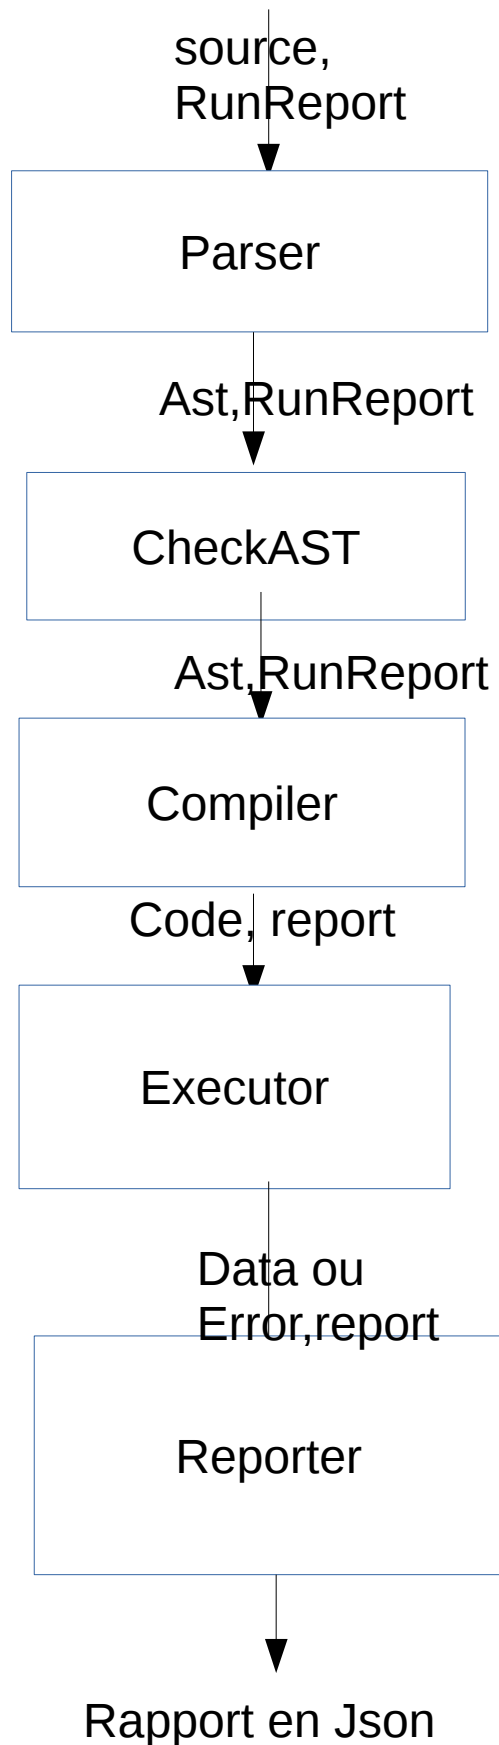 source,
RunReport
Parser
Ast,RunReport
CheckAST
Ast,RunReport
Compiler
Code, report
Executor
Data ou
Error,report
Reporter
Rapport en Json